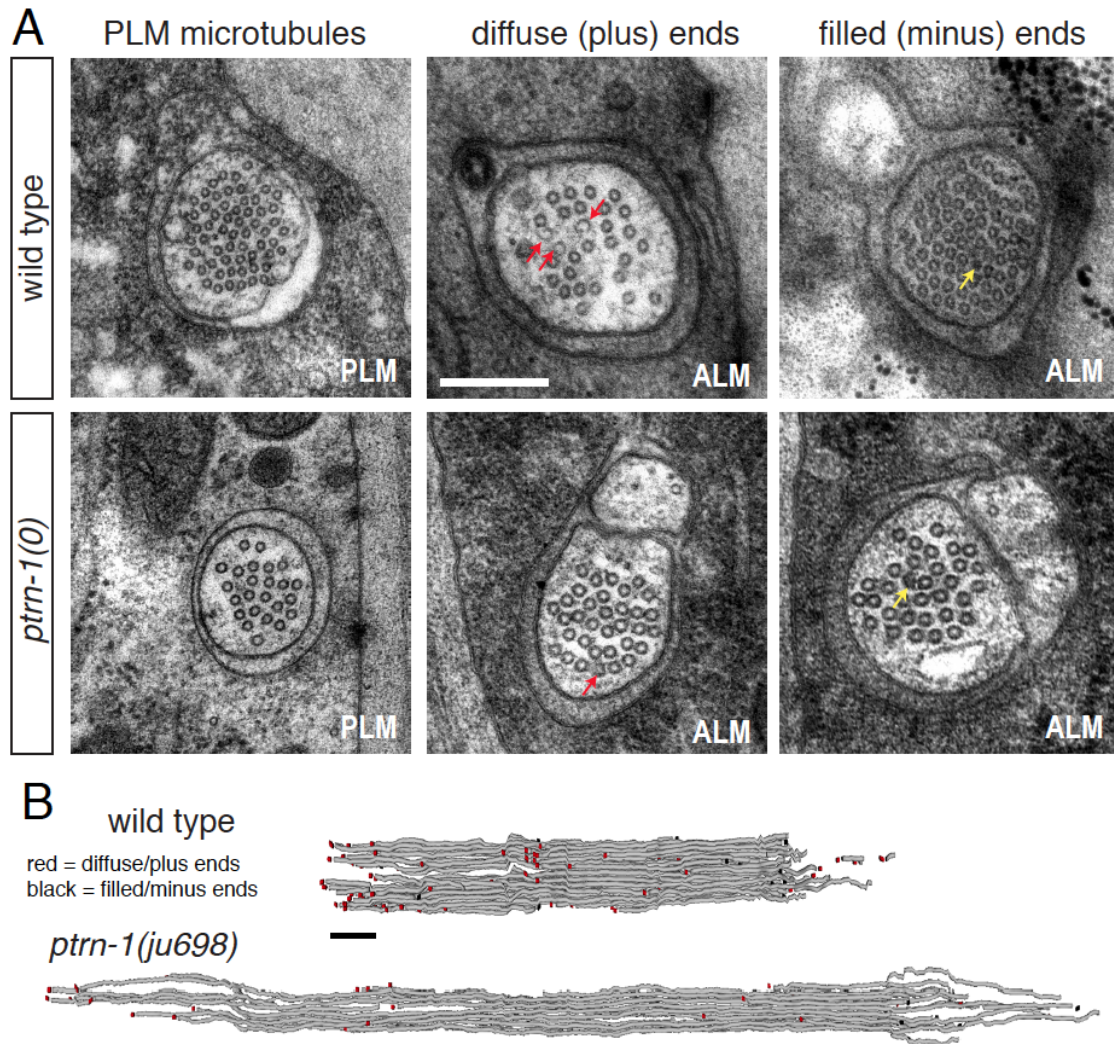 A
PLM microtubules
diffuse (plus) ends
filled (minus) ends
wild type
PLM
ALM
ALM
ptrn-1(0)
PLM
ALM
ALM
B
wild type
red = diffuse/plus ends
black = filled/minus ends
ptrn-1(ju698)